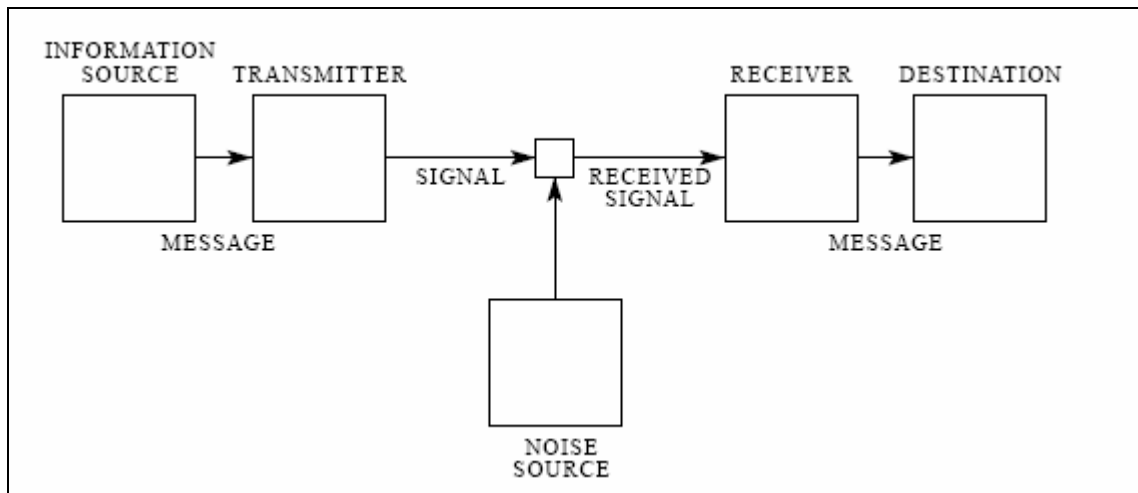 INFORMATION
SOURCE
TRANSMITTER
RECEIVER
DESTINATION
SIGNAL
RECEIVED
SIGNAL
MESSAGE
MESSAGE
NOISE
SOURCE